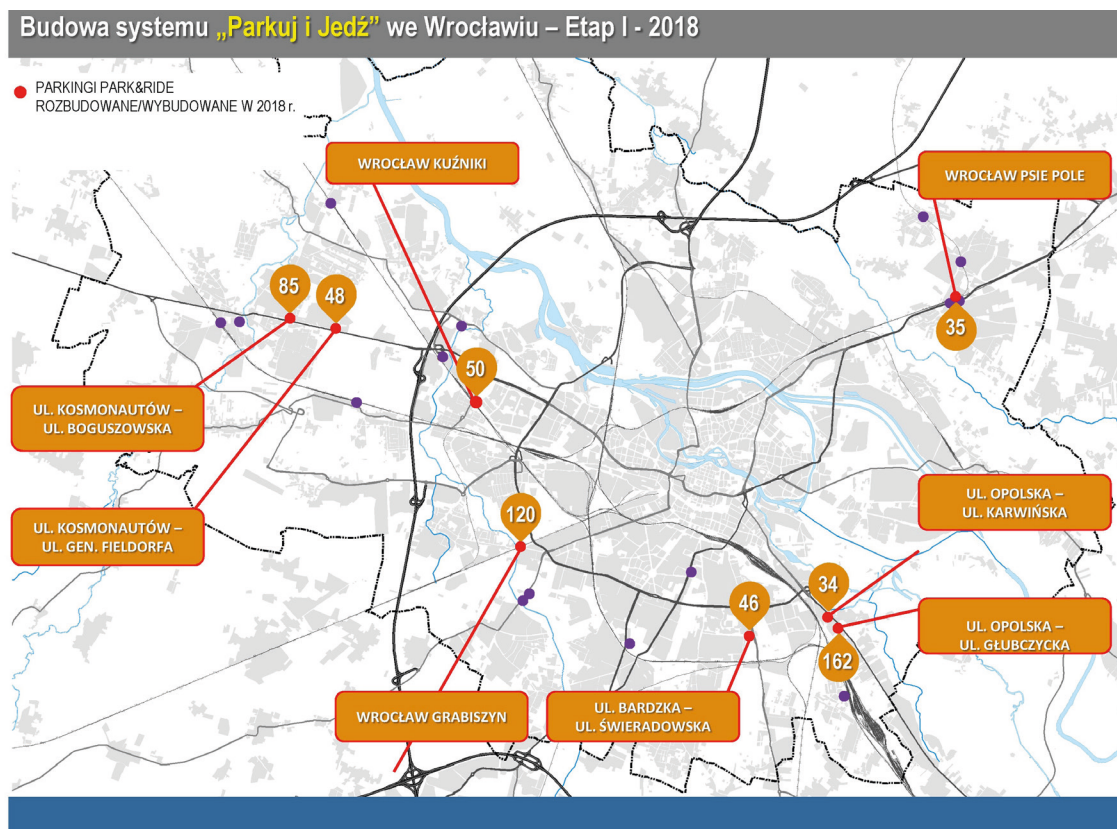 Budowa systemu „Parkuj i Jedź” we Wrocławiu – Etap I - 2018
PARKINGI PARK&RIDE
ROZBUDOWANE/WYBUDOWANE W 2018 r.
WROCŁAW KUŹNIKI
WROCŁAW PSIE POLE
85
48
35
50
UL. KOSMONAUTÓW –
UL. BOGUSZOWSKA
UL. KOSMONAUTÓW –
UL. GEN. FIELDORFA
120
UL. OPOLSKA –
UL. KARWIŃSKA
46
34
162
UL. OPOLSKA –
UL. GŁUBCZYCKA
WROCŁAW GRABISZYN
UL. BARDZKA –
UL. ŚWIERADOWSKA